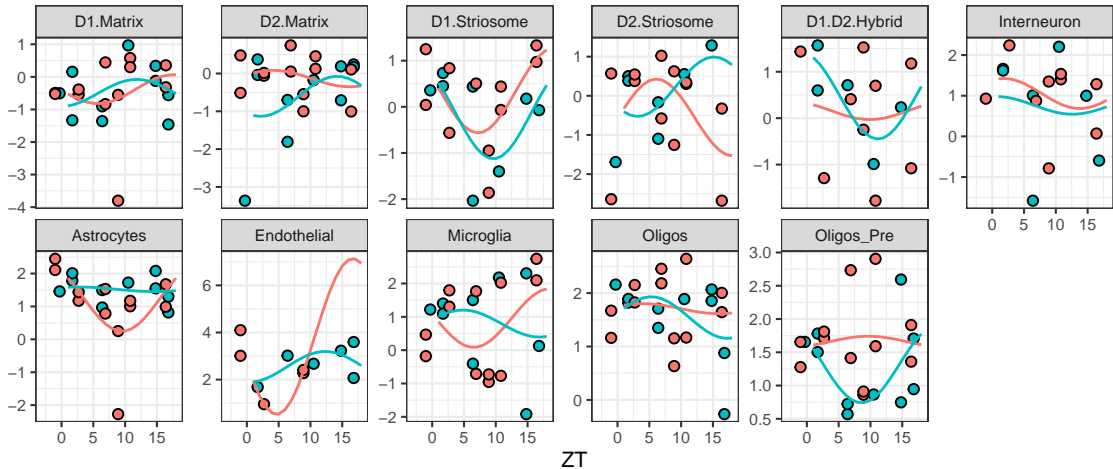 D1.Matrix
1
0
−1
−2
−3
−4
D2.Matrix
0
−1
−2
−3
D1.Striosome
1
0
−1
−2
D2.Striosome
1
0
−1
−2
D1.D2.Hybrid
1
0
−1
Interneuron
2
1
0
−1
0 5 10 15
Astrocytes
2
1
0
−1
−2
0 5 10 15
Endothelial
6
4
2
0 5 10 15
Microglia
2
1
0
−1
−2
0 5 10 15
Oligos
2
1
0
0 5 10 15
Oligos_Pre
3.0
2.5
2.0
1.5
1.0
0.5
0 5 10 15
ZT